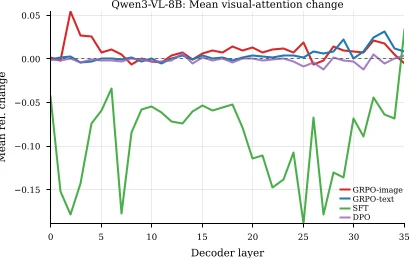 Qwen3-VL-8B: Mean visual-attention change
Mean rel. change
0.05
0.00
−0.05
−0.10
−0.15
0
5
10
15
20
25
30
35
Decoder layer
GRPO-image
GRPO-text
SFT
DPO